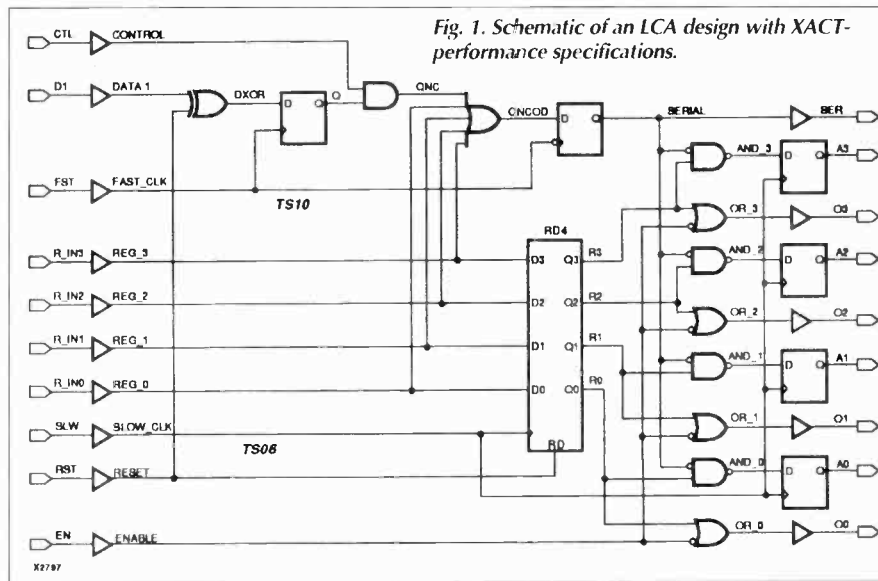 Fig. 1. Schematic of an LCA design with XACT-
performance specifications.
CTL CONTROL
D1 DATA 1 DXOR D Q Q QNC QNCOD D Q SERIAL SER
AND_3 D Q A3
FST FAST_CLK
TS10
OR_3 O3
RD4
R_IN3 REG_3 D3 Q3 R3 AND_2 D Q A2
R_IN2 REG_2 D2 Q2 R2 OR_2 O2
R_IN1 REG_1 D1 Q1 R1 AND_1 D Q A1
R_IN0 REG_0 D0 Q0 R0
SLW SLOW_CLK OR_1 O1
TS06
RST RESET RD AND_0 D Q A0
EN ENABLE OR_0 O0
X2797